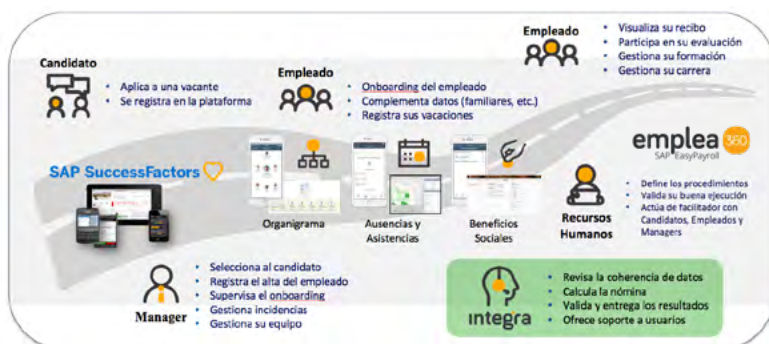 Candidato
• Aplica a una vacante
• Se registra en la plataforma
Empleado
• Onboarding del empleado
• Complementa datos (familiares, etc.)
• Registra sus vacaciones
Empleado
• Visualiza su recibo
• Participa en su evaluación
• Gestiona su formación
• Gestiona su carrera
SAP SuccessFactors
Organigrama
Ausencias y
Asistencias
Beneficios
Sociales
emplea 360
SAP EasyPayroll
Recursos
Humanos
• Define los procedimientos
• Valida su buena ejecución
• Actúa de facilitador con
Candidatos, Empleados y
Managers
Manager
• Selecciona al candidato
• Registra el alta del empleado
• Supervisa el onboarding
• Gestiona incidencias
• Gestiona su equipo
integra
• Revisa la coherencia de datos
• Calcula la nómina
• Valida y entrega los resultados
• Ofrece soporte a usuarios